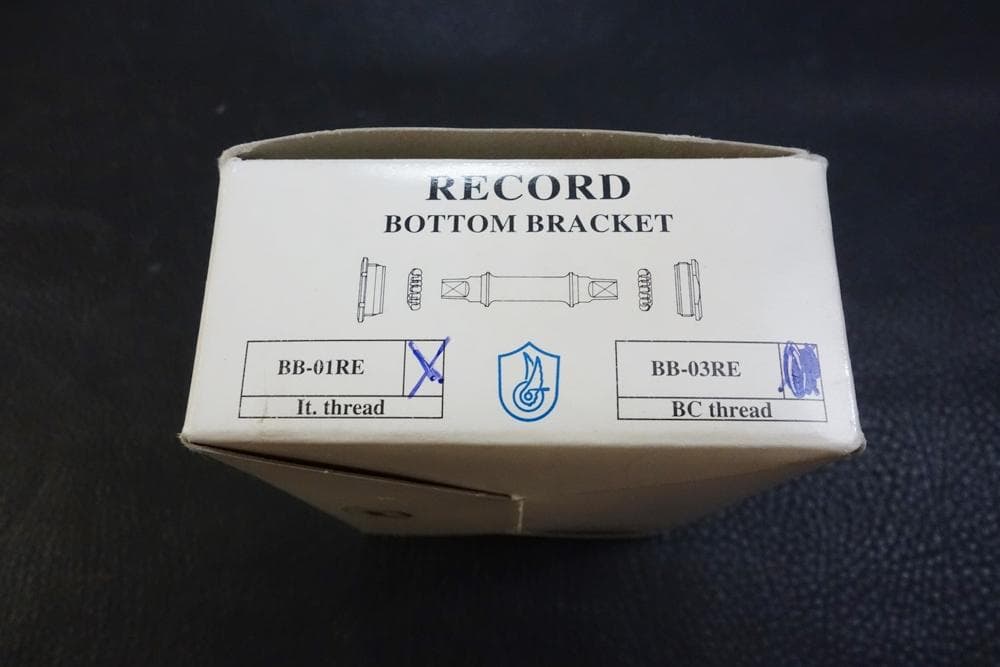 RECORD
BOTTOM BRACKET
BB-01RE
It. thread
BB-03RE
BC thread